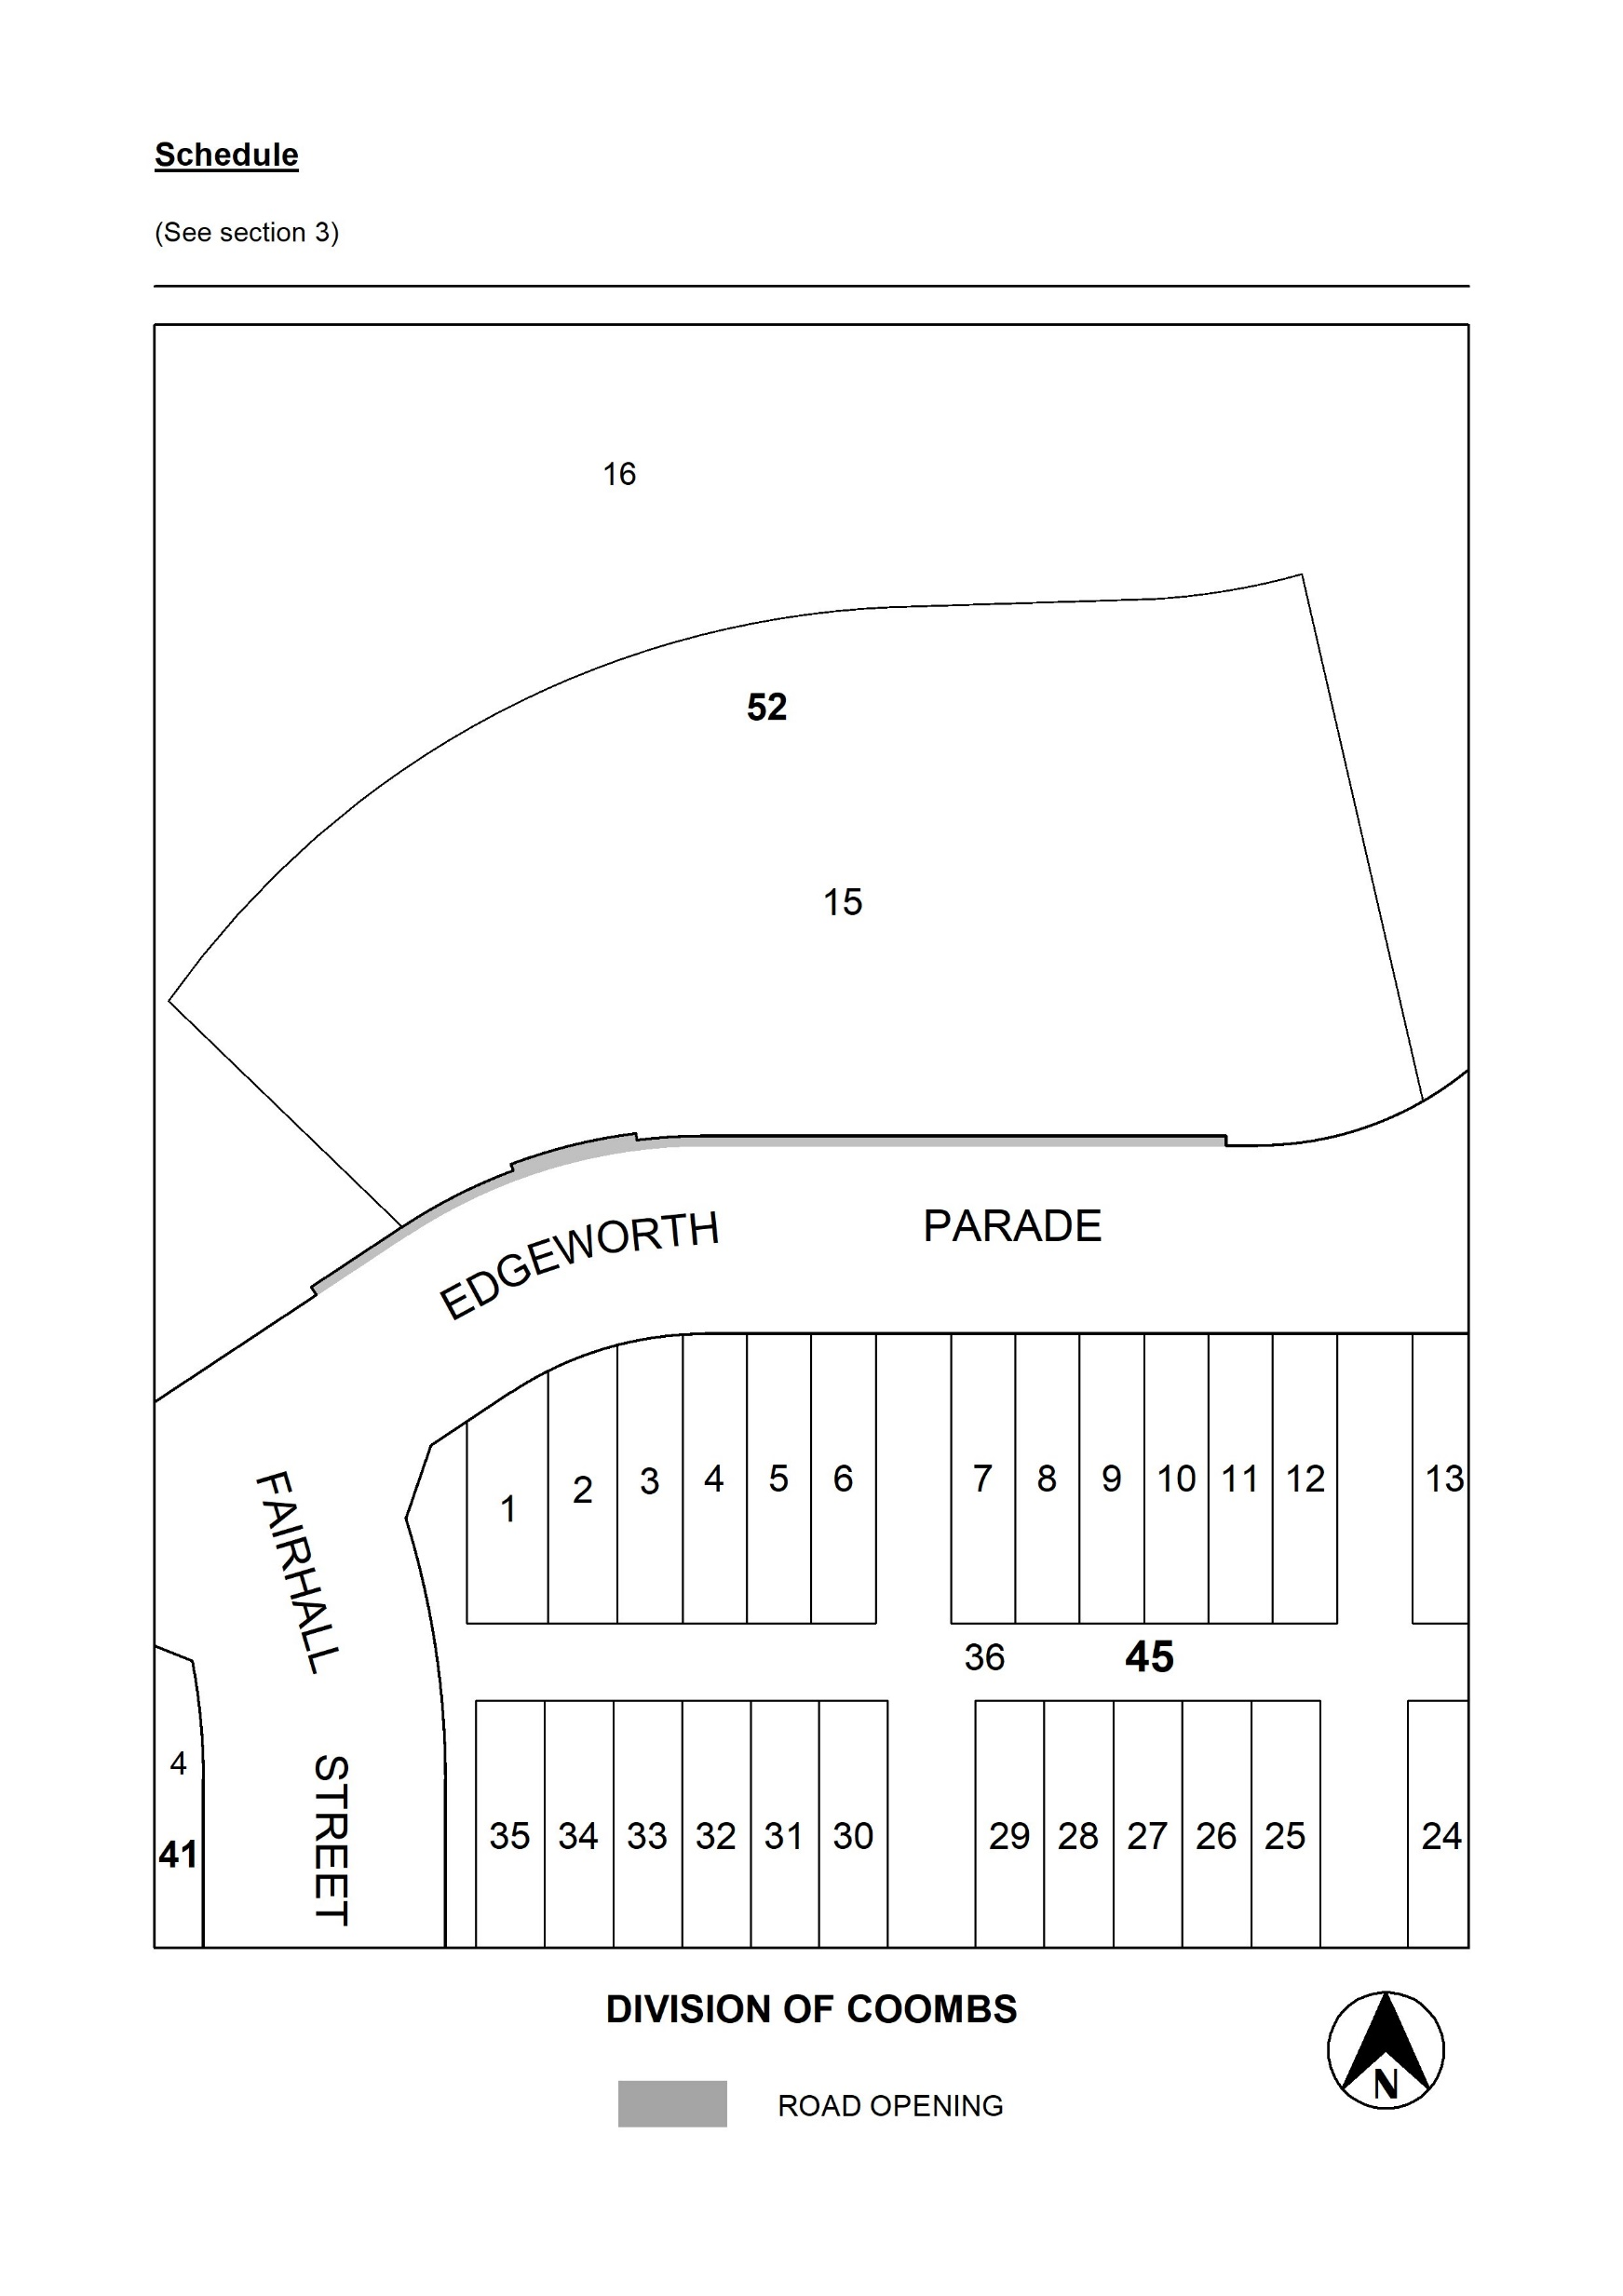 Schedule
(See section 3)
16
52
15
EDGEWORTH PARADE
FAIRHALL STREET
1 2 3 4 5 6 7 8 9 10 11 12 13
36 45
4
41
35 34 33 32 31 30 29 28 27 26 25 24
DIVISION OF COOMBS
N
ROAD OPENING